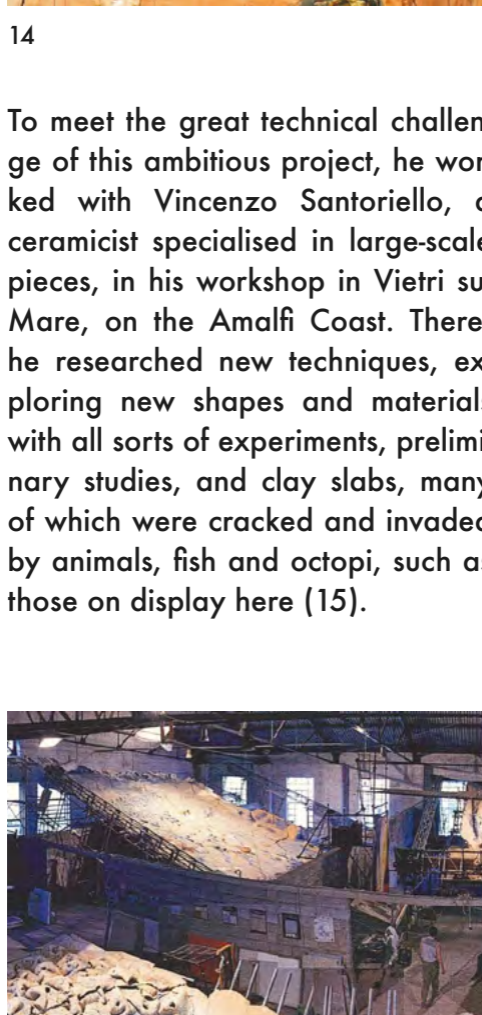 14
To meet the great technical challen
ge of this ambitious project, he wor
ked with Vincenzo Santoriello, a
ceramicist specialised in large-scale
pieces, in his workshop in Vietri su
Mare, on the Amalfi Coast. There
he researched new techniques, ex
ploring new shapes and materials
with all sorts of experiments, prelimi
nary studies, and clay slabs, many
of which were cracked and invaded
by animals, fish and octopi, such as
those on display here (15).